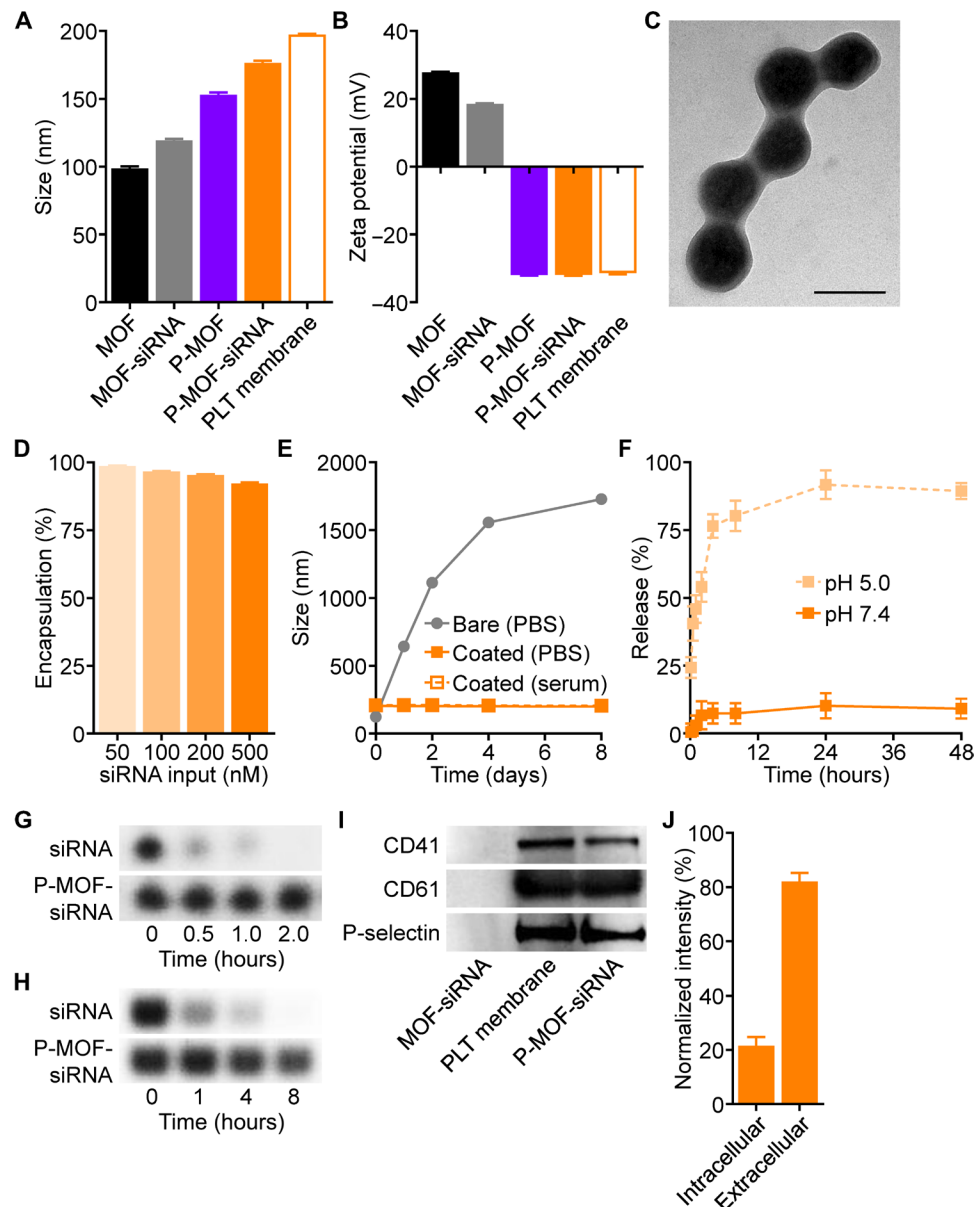 A
Size (nm)
200
150
100
50
0
MOF
MOF-siRNA
P-MOF
P-MOF-siRNA
PLT membrane
B
Zeta potential (mV)
40
20
0
−20
−40
MOF
MOF-siRNA
P-MOF
P-MOF-siRNA
PLT membrane
C
D
Encapsulation (%)
100
75
50
25
0
50 100 200 500
siRNA input (nM)
E
Size (nm)
2000
1500
1000
500
0
Bare (PBS)
Coated (PBS)
Coated (serum)
0 2 4 6 8
Time (days)
F
Release (%)
100
75
50
25
0
pH 5.0
pH 7.4
0 12 24 36 48
Time (hours)
G
siRNA
P-MOF-
siRNA
0 0.5 1.0 2.0
Time (hours)
H
siRNA
P-MOF-
siRNA
0 1 4 8
Time (hours)
I
CD41
CD61
P-selectin
MOF-siRNA
PLT membrane
P-MOF-siRNA
J
Normalized intensity (%)
100
80
60
40
20
0
Intracellular
Extracellular